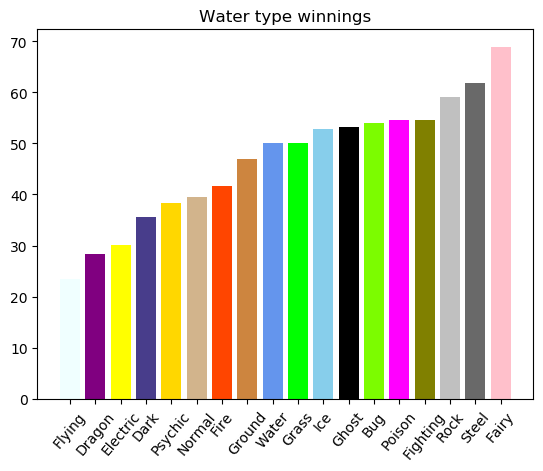 Water type winnings
70
60
50
40
30
20
10
0
Flying
Dragon
Electric
Dark
Psychic
Normal
Fire
Ground
Water
Grass
Ice
Ghost
Bug
Poison
Fighting
Rock
Steel
Fairy